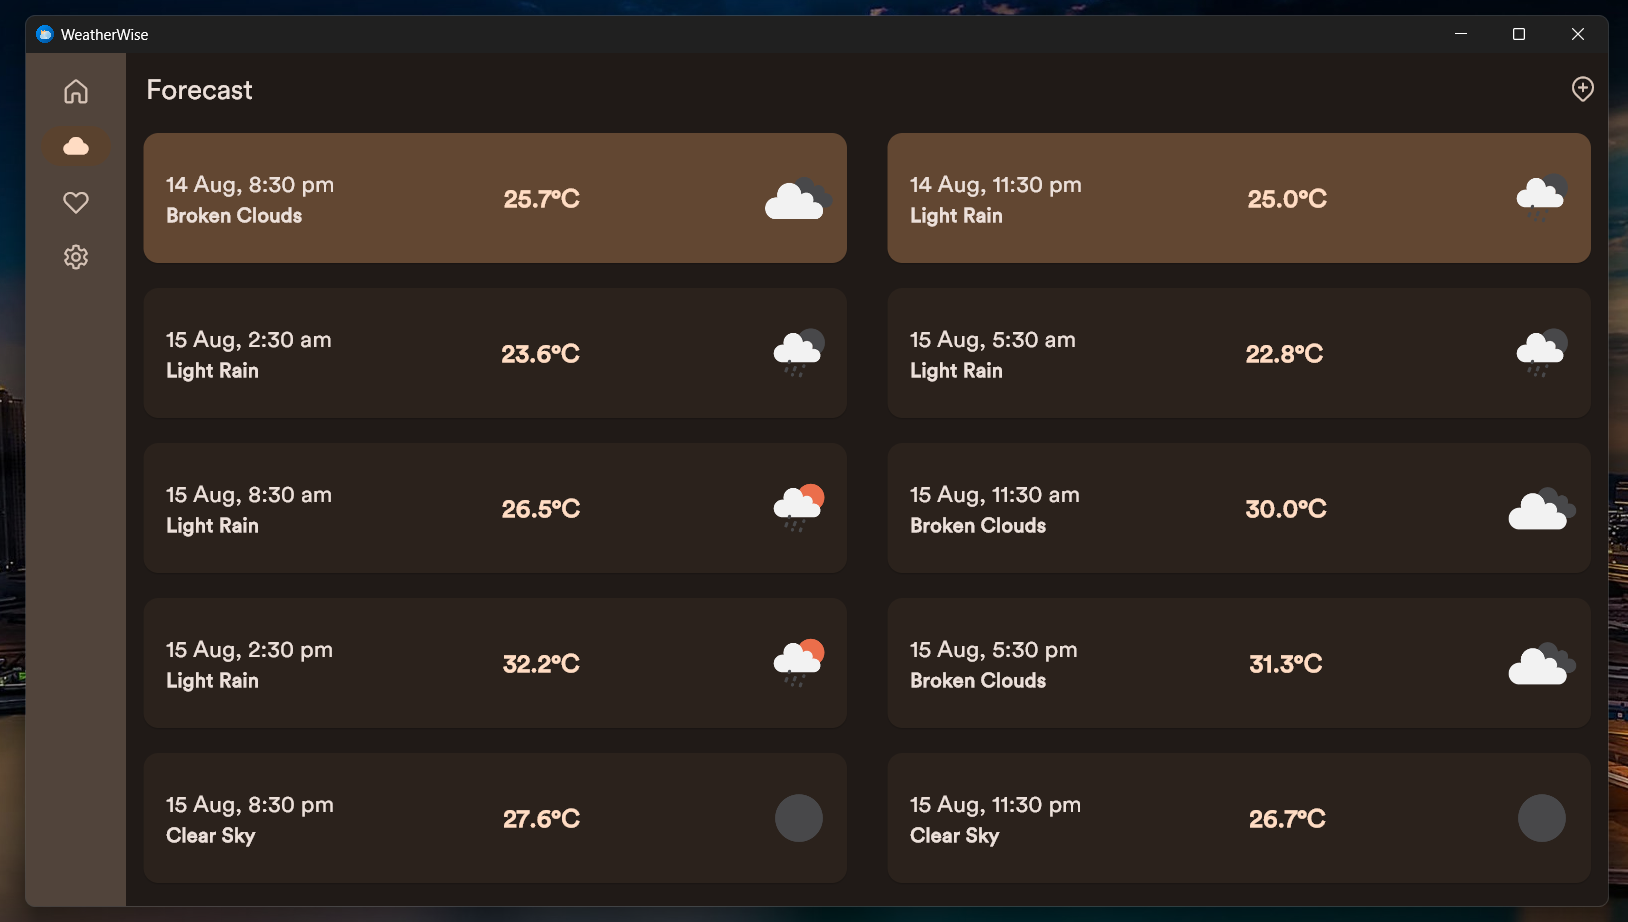 WeatherWise
Forecast
14 Aug, 8:30 pm
Broken Clouds
25.7°C
14 Aug, 11:30 pm
Light Rain
25.0°C
15 Aug, 2:30 am
Light Rain
23.6°C
15 Aug, 5:30 am
Light Rain
22.8°C
15 Aug, 8:30 am
Light Rain
26.5°C
15 Aug, 11:30 am
Broken Clouds
30.0°C
15 Aug, 2:30 pm
Light Rain
32.2°C
15 Aug, 5:30 pm
Broken Clouds
31.3°C
15 Aug, 8:30 pm
Clear Sky
27.6°C
15 Aug, 11:30 pm
Clear Sky
26.7°C